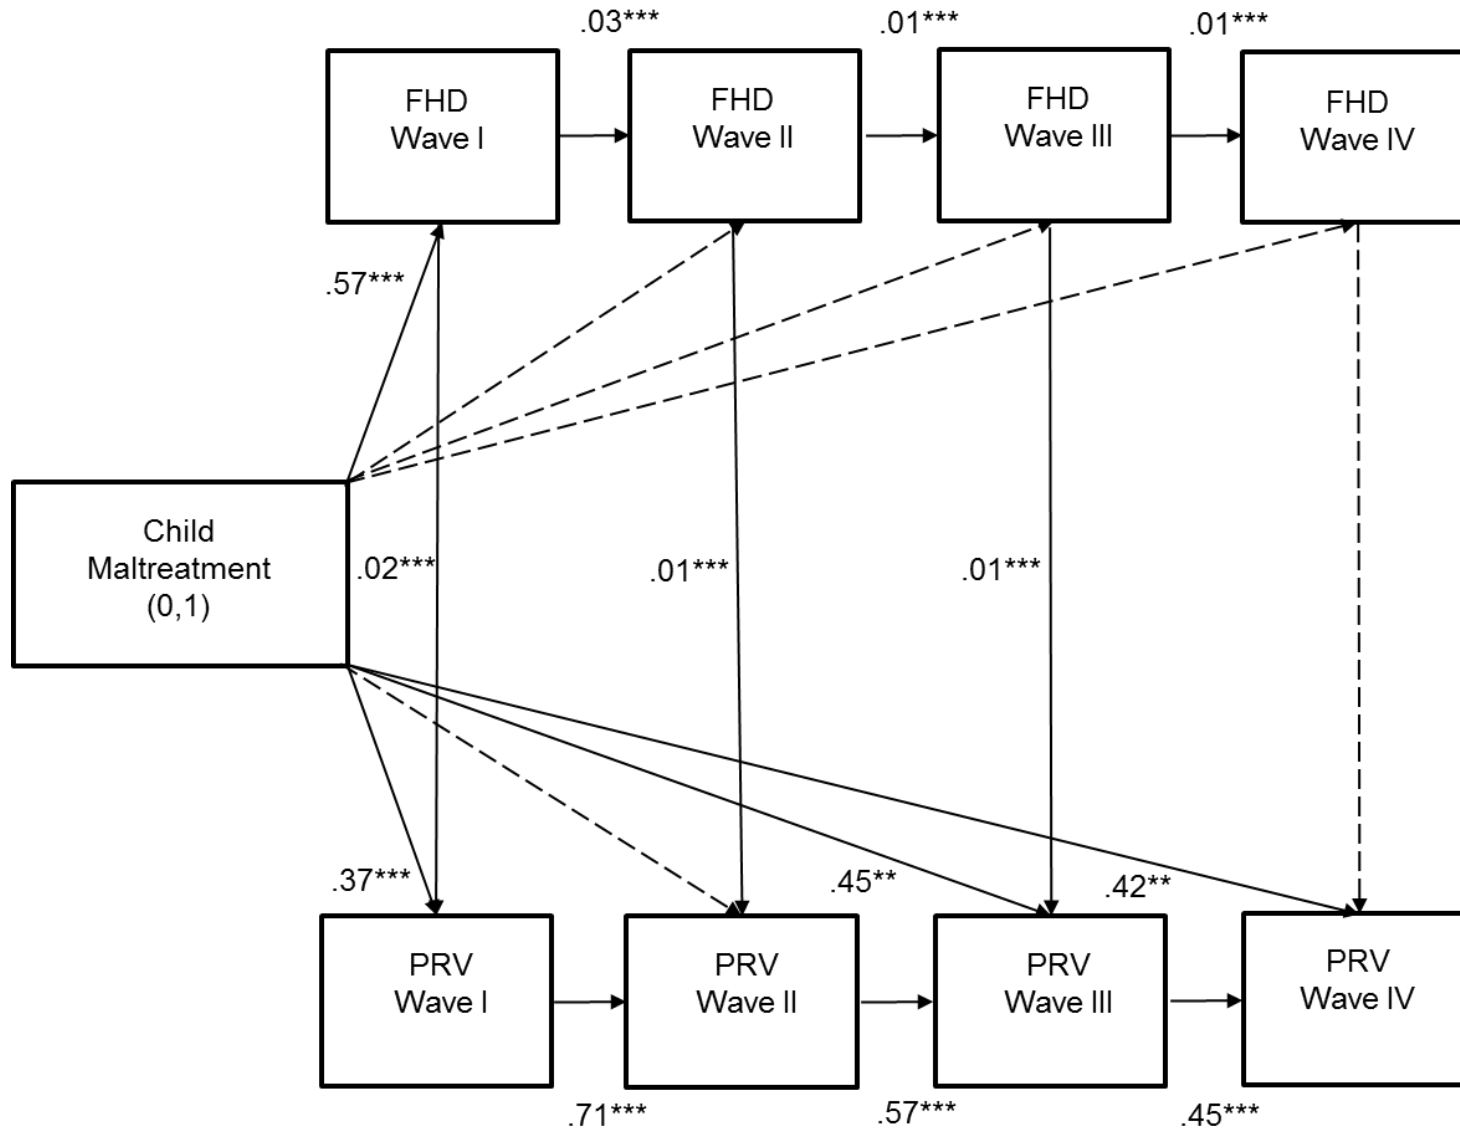 .03***
.01***
.01***
FHD
Wave I
FHD
Wave II
FHD
Wave III
FHD
Wave IV
.57***
Child
Maltreatment
(0,1)
.02***
.01***
.01***
.37***
.45**
.42**
PRV
Wave I
PRV
Wave II
PRV
Wave III
PRV
Wave IV
.71***
.57***
.45***